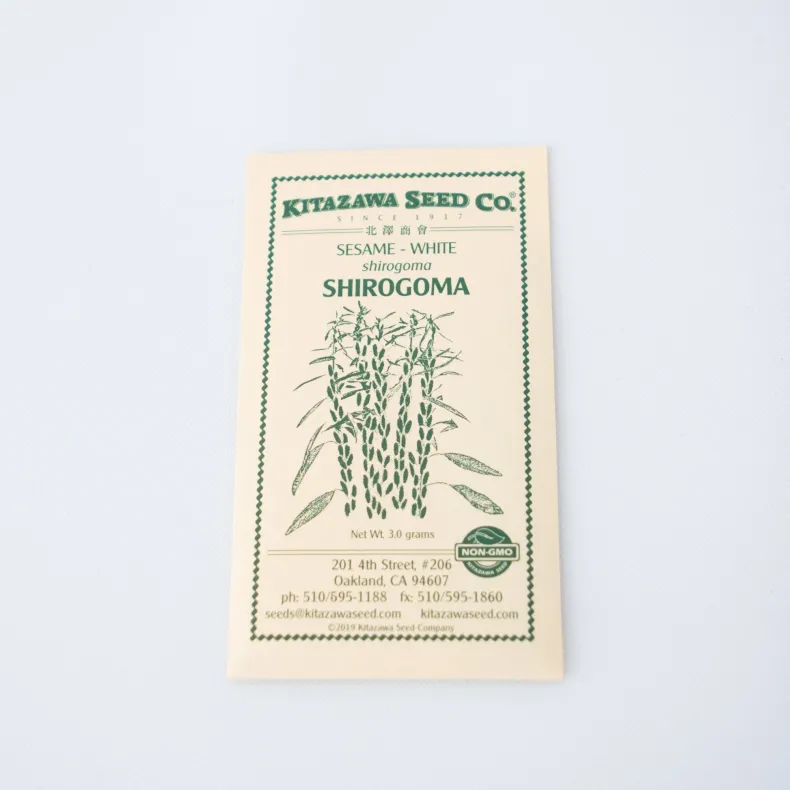 KITAZAWA SEED CO.®
SINCE 1917
北澤商會
SESAME - WHITE
shirogoma
SHIROGOMA
Net Wt. 3.0 grams
NON-GMO
KITAZAWA SEED
201 4th Street, #206
Oakland, CA 94607
ph: 510/595-1188 fx: 510/595-1860
seeds@kitazawaseed.com kitazawaseed.com
©2019 Kitazawa Seed Company